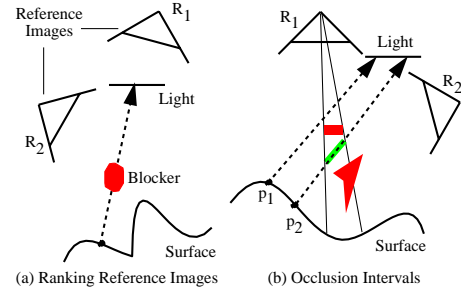 Reference
Images
R1
R2
Light
Blocker
Surface
(a) Ranking Reference Images
R1
Light
R2
p1
p2
Surface
(b) Occlusion Intervals